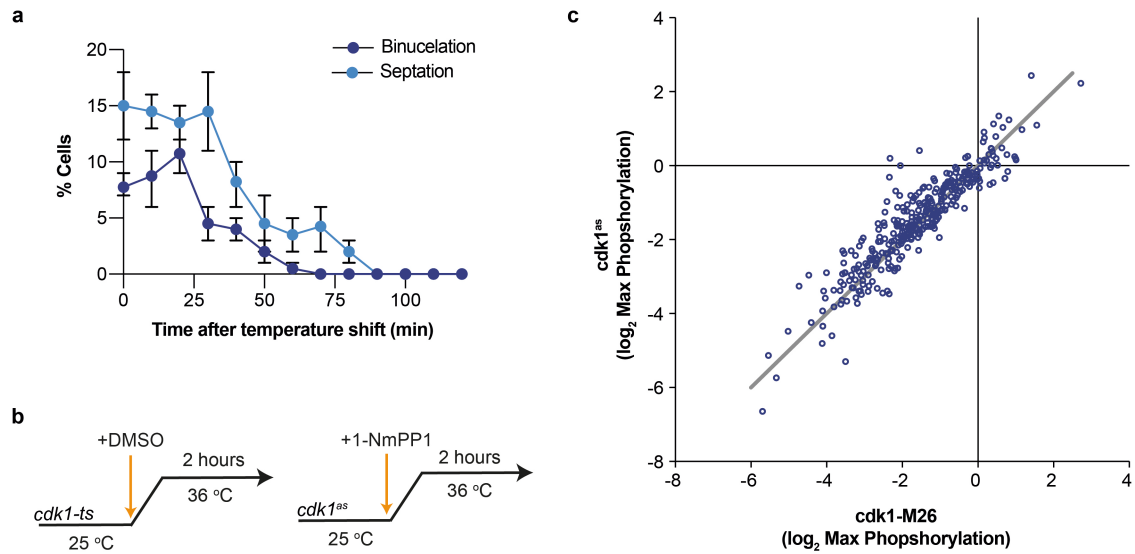 a
Binucelation
Septation
20
15
10
5
0
% Cells
0
25
50
75
100
Time after temperature shift (min)
b
+DMSO
2 hours
36 °C
cdk1-ts
25 °C
+1-NmPP1
2 hours
36 °C
cdk1as
25 °C
c
4
2
0
-2
-4
-6
-8
cdk1as
(log2 Max Phopshorylation)
-8
-6
-4
-2
0
2
4
cdk1-M26
(log2 Max Phopshorylation)